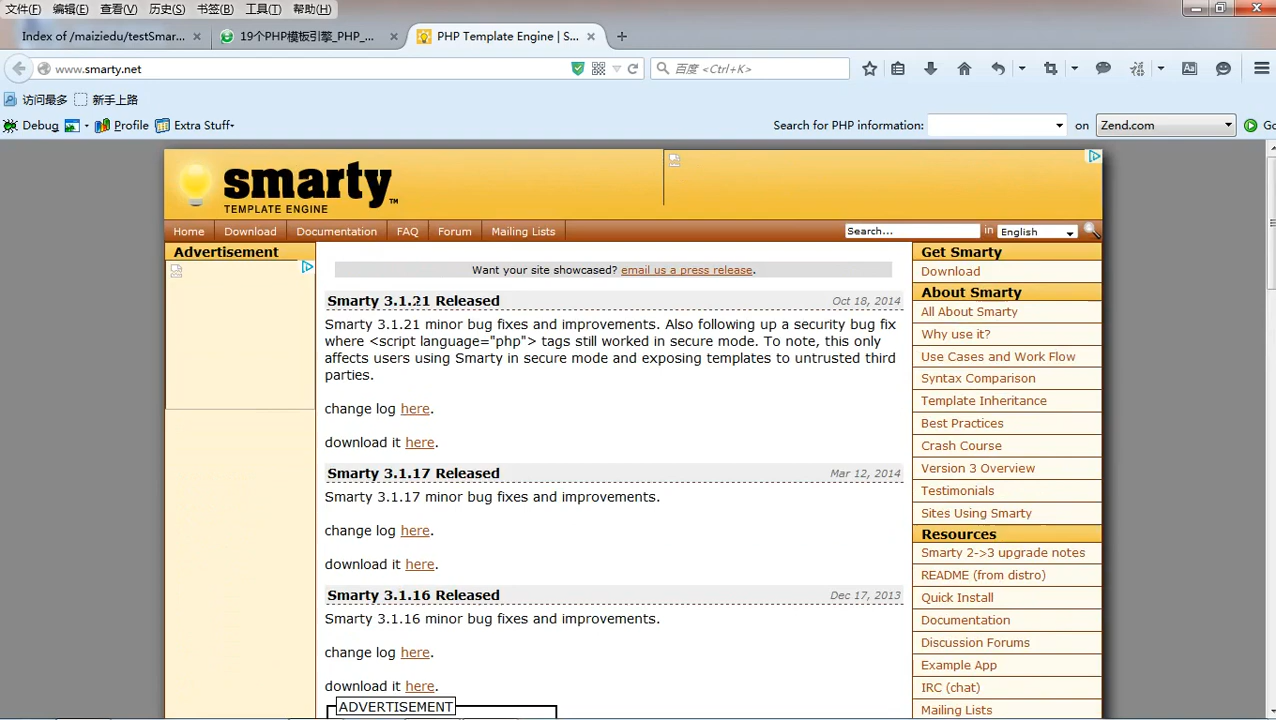 文件(F) 编辑(E) 查看(V) 历史(S) 书签(B) 工具(T) 帮助(H)
Index of /maiziedu/testSmar... × 19个PHP模板引擎_PHP_... × PHP Template Engine | S... × +
www.smarty.net 百度 <Ctrl+K>
访问最多 新手上路
Debug Profile Extra Stuff Search for PHP information: on Zend.com Go
smarty™
TEMPLATE ENGINE
Home Download Documentation FAQ Forum Mailing Lists Search... in English
Advertisement
Want your site showcased? email us a press release.
Smarty 3.1.21 Released Oct 18, 2014
Smarty 3.1.21 minor bug fixes and improvements. Also following up a security bug fix
where <script language="php"> tags still worked in secure mode. To note, this only
affects users using Smarty in secure mode and exposing templates to untrusted third
parties.
change log here.
download it here.
Smarty 3.1.17 Released Mar 12, 2014
Smarty 3.1.17 minor bug fixes and improvements.
change log here.
download it here.
Smarty 3.1.16 Released Dec 17, 2013
Smarty 3.1.16 minor bug fixes and improvements.
change log here.
download it here.
ADVERTISEMENT
Get Smarty
Download
About Smarty
All About Smarty
Why use it?
Use Cases and Work Flow
Syntax Comparison
Template Inheritance
Best Practices
Crash Course
Version 3 Overview
Testimonials
Sites Using Smarty
Resources
Smarty 2->3 upgrade notes
README (from distro)
Quick Install
Documentation
Discussion Forums
Example App
IRC (chat)
Mailing Lists